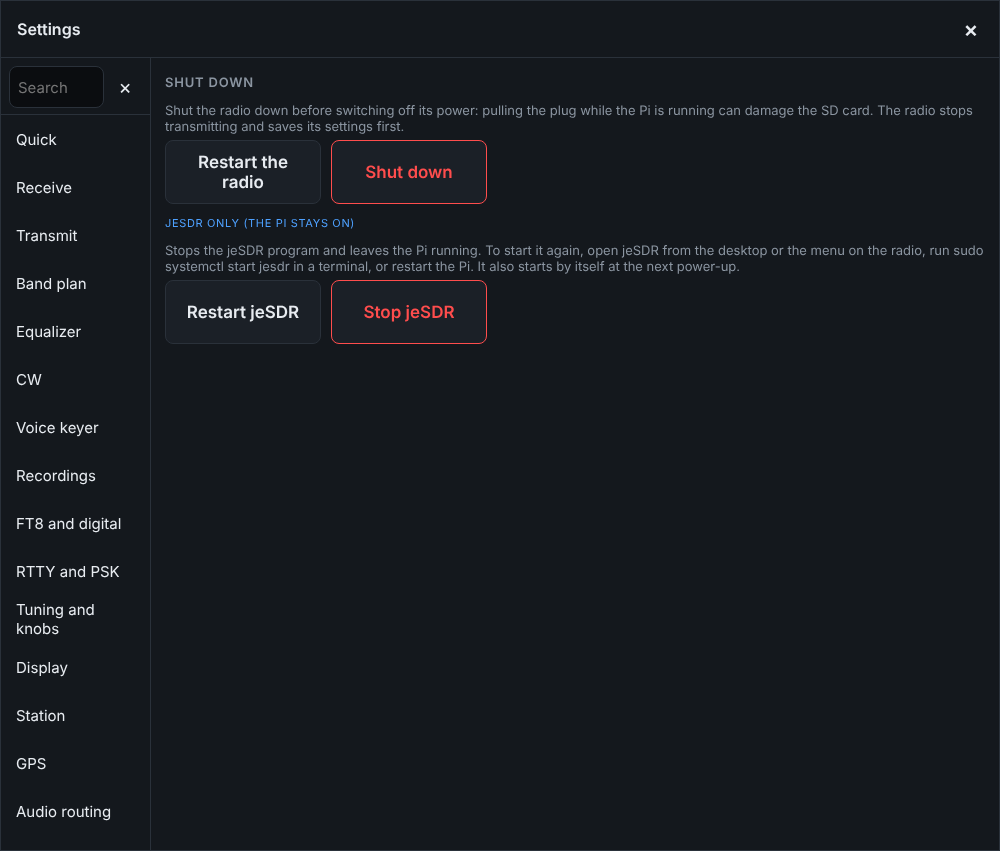 Settings
×
Search
×
Quick
Receive
Transmit
Band plan
Equalizer
CW
Voice keyer
Recordings
FT8 and digital
RTTY and PSK
Tuning and
knobs
Display
Station
GPS
Audio routing
SHUT DOWN
Shut the radio down before switching off its power: pulling the plug while the Pi is running can damage the SD card. The radio stops
transmitting and saves its settings first.
Restart the
radio
Shut down
JESDR ONLY (THE PI STAYS ON)
Stops the jeSDR program and leaves the Pi running. To start it again, open jeSDR from the desktop or the menu on the radio, run sudo
systemctl start jesdr in a terminal, or restart the Pi. It also starts by itself at the next power-up.
Restart jeSDR
Stop jeSDR